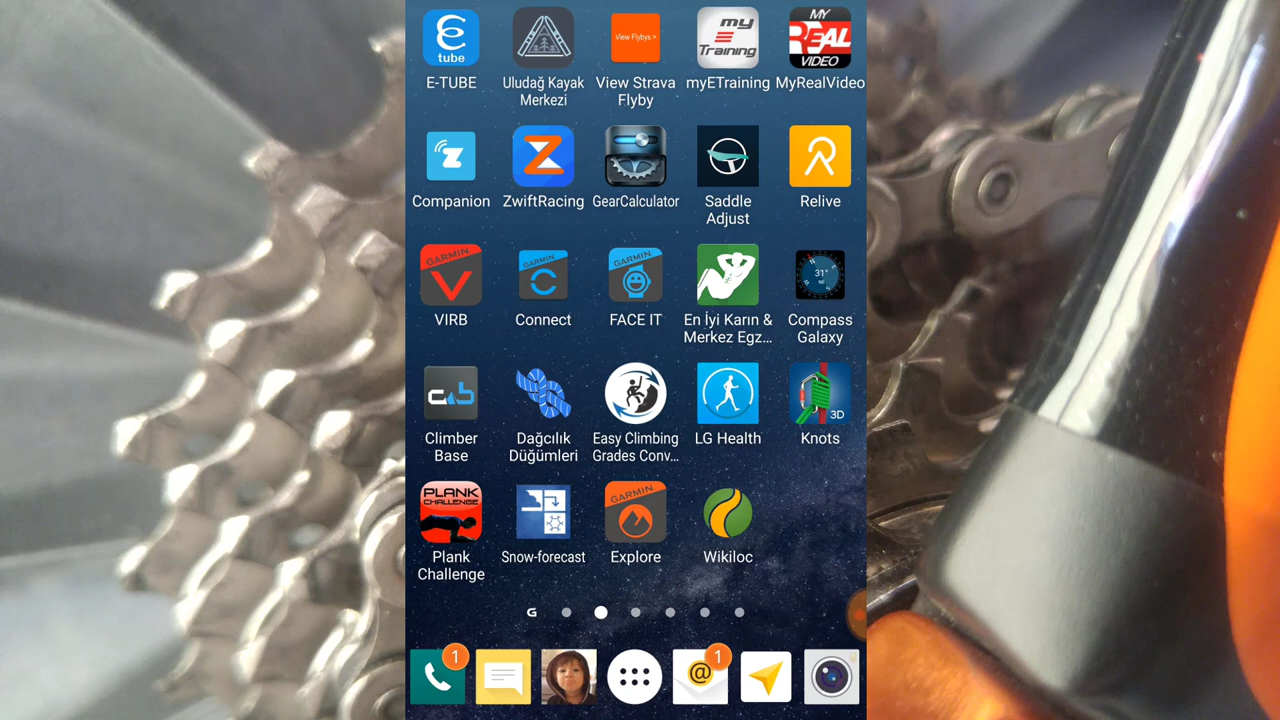 tube
View Flybys >
my
E
Training
MY
REAL
VIDEO
E-TUBE
Uludağ Kayak
Merkezi
View Strava
Flyby
myETraining
MyRealVideo
Companion
ZwiftRacing
GearCalculator
Saddle
Adjust
Relive
GARMIN
GARMIN
GARMIN
31°
NE
VIRB
Connect
FACE IT
En İyi Karın &
Merkez Egz...
Compass
Galaxy
3D
Climber
Base
Dağcılık
Düğümleri
Easy Climbing
Grades Conv...
LG Health
Knots
PLANK
CHALLENGE
GARMIN
Plank
Challenge
Snow-forecast
Explore
Wikiloc
G
1
@
1